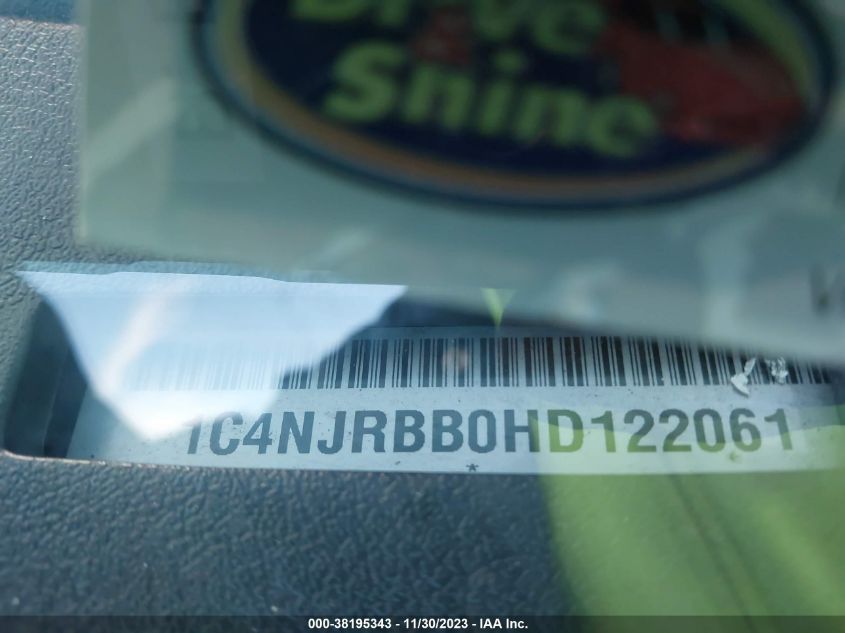 Drive
&
Shine
1C4NJRBB0HD122061
*
000-38195343 - 11/30/2023 - IAA Inc.